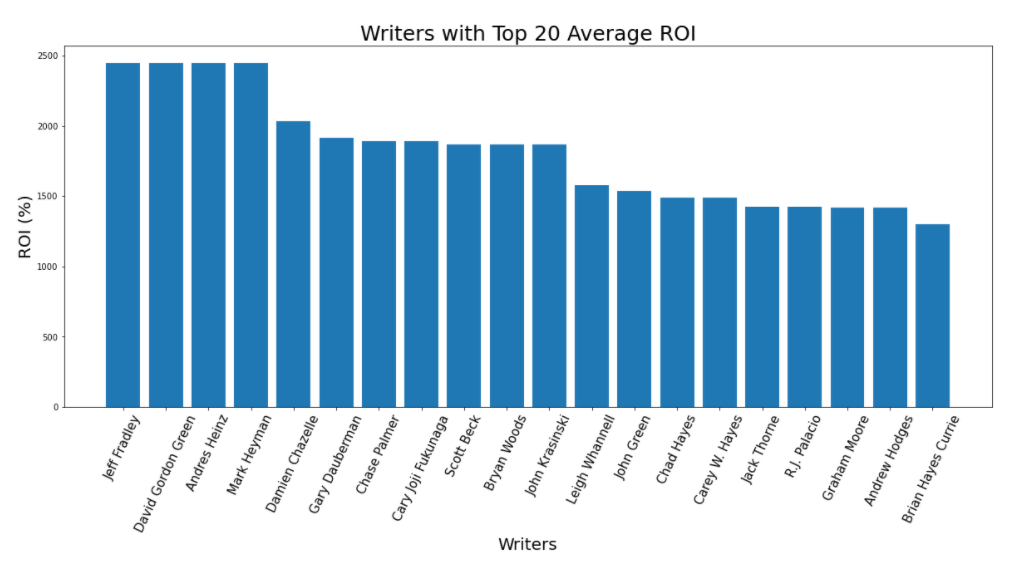 Writers with Top 20 Average ROI
2500
2000
1500
1000
500
0
ROI (%)
Jeff Fradley
David Gordon Green
Andres Heinz
Mark Heyman
Damien Chazelle
Gary Dauberman
Chase Palmer
Cary Joji Fukunaga
Scott Beck
Bryan Woods
John Krasinski
Leigh Whannell
John Green
Chad Hayes
Carey W. Hayes
Jack Thorne
R.J. Palacio
Graham Moore
Andrew Hodges
Brian Hayes Currie
Writers